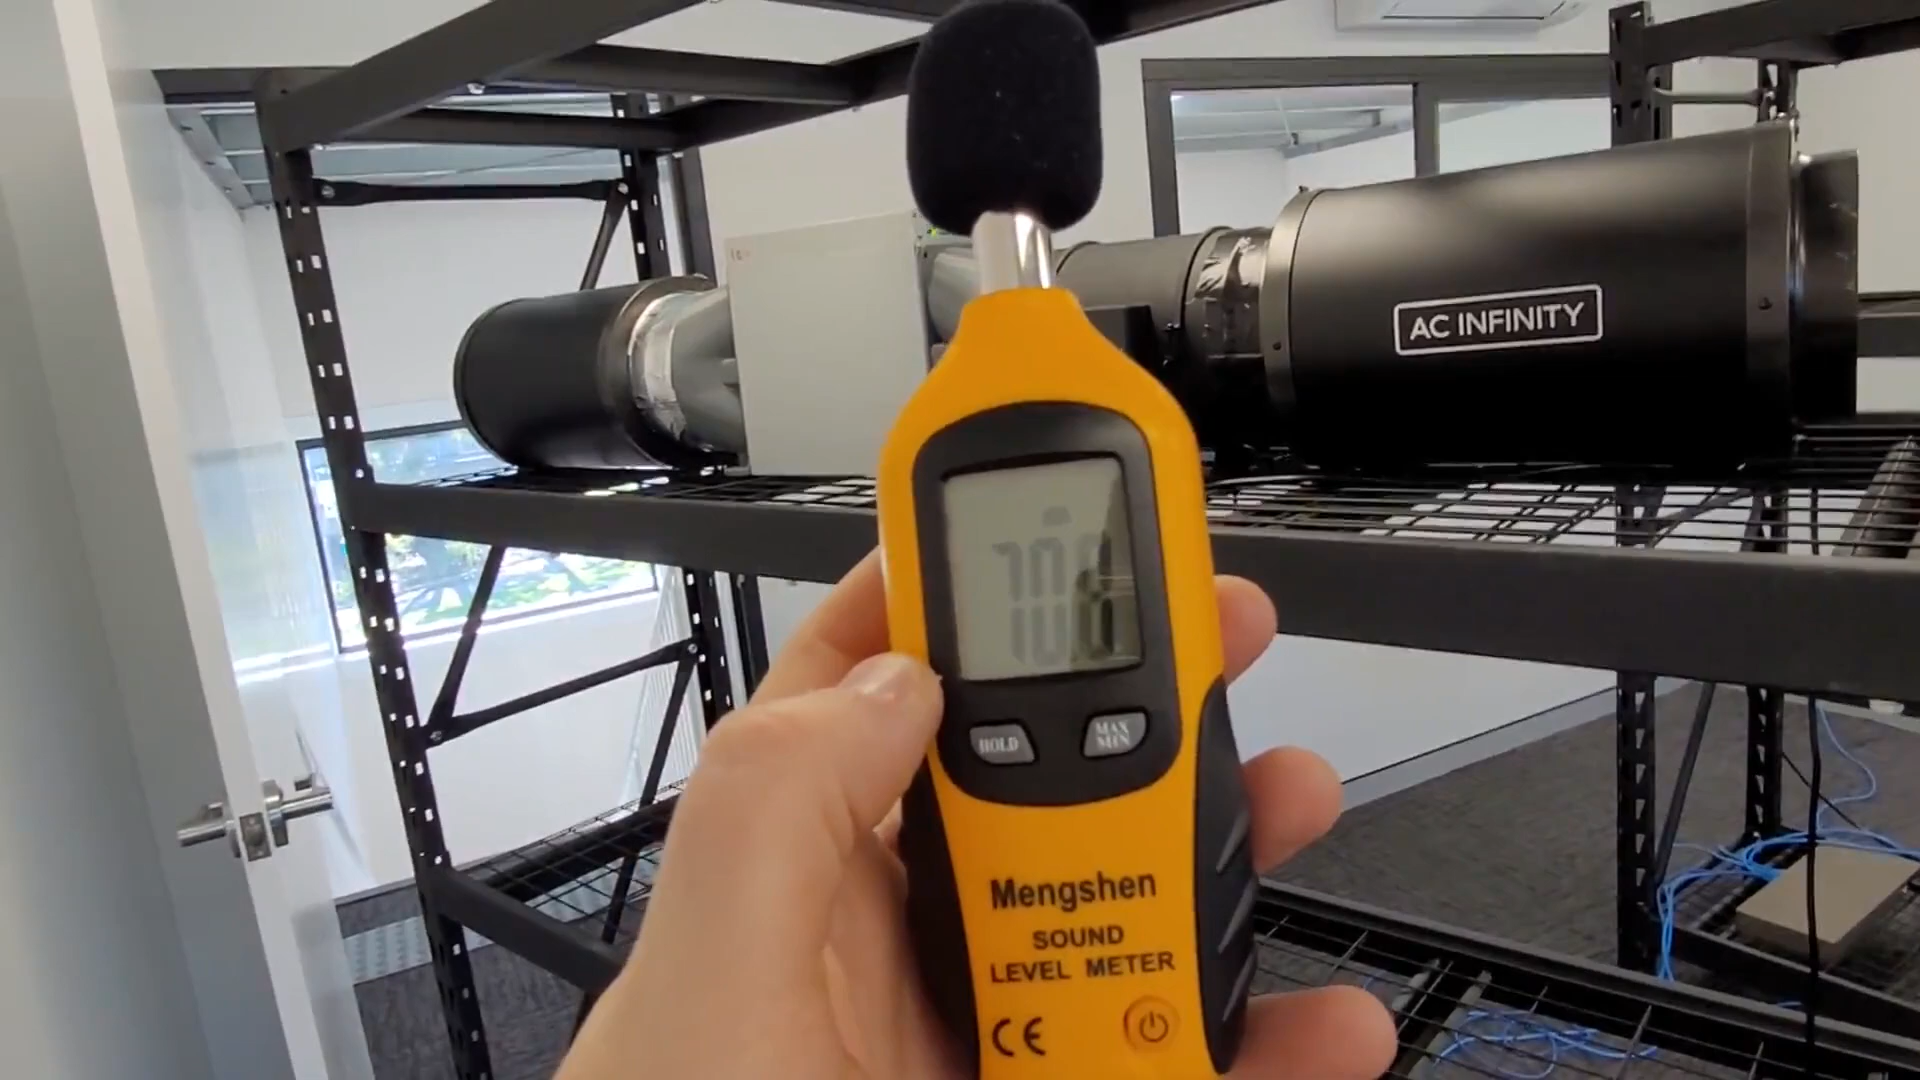 AC INFINITY
HOLD
MAX
MIN
Mengshen
SOUND
LEVEL METER
CE